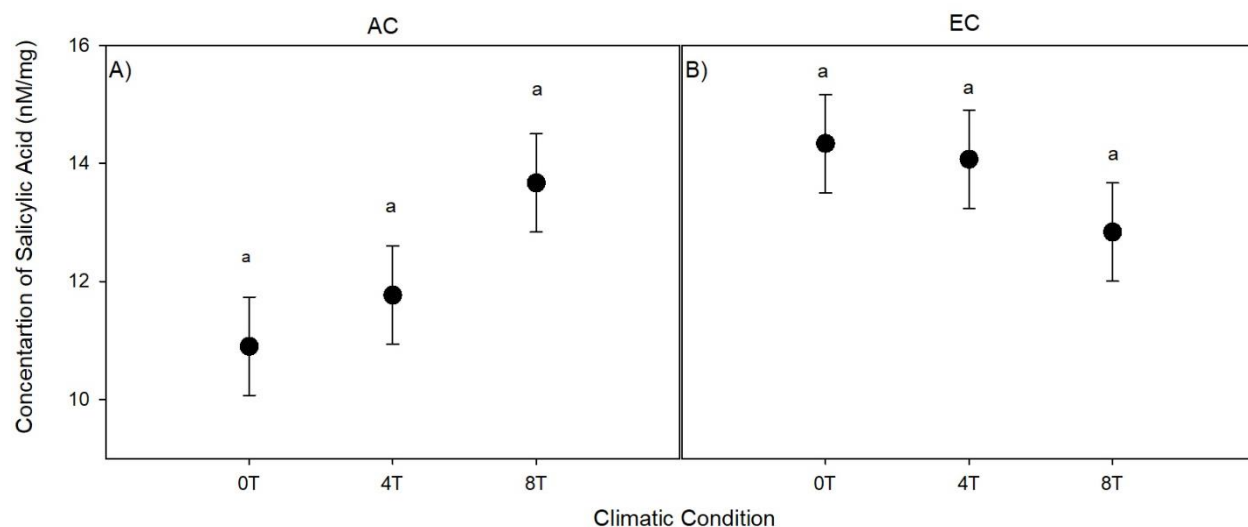 AC
EC
Concentartion of Salicylic Acid (nM/mg)
16
14
12
10
A)
a
a
a
B)
a
a
a
0T
4T
8T
0T
4T
8T
Climatic Condition